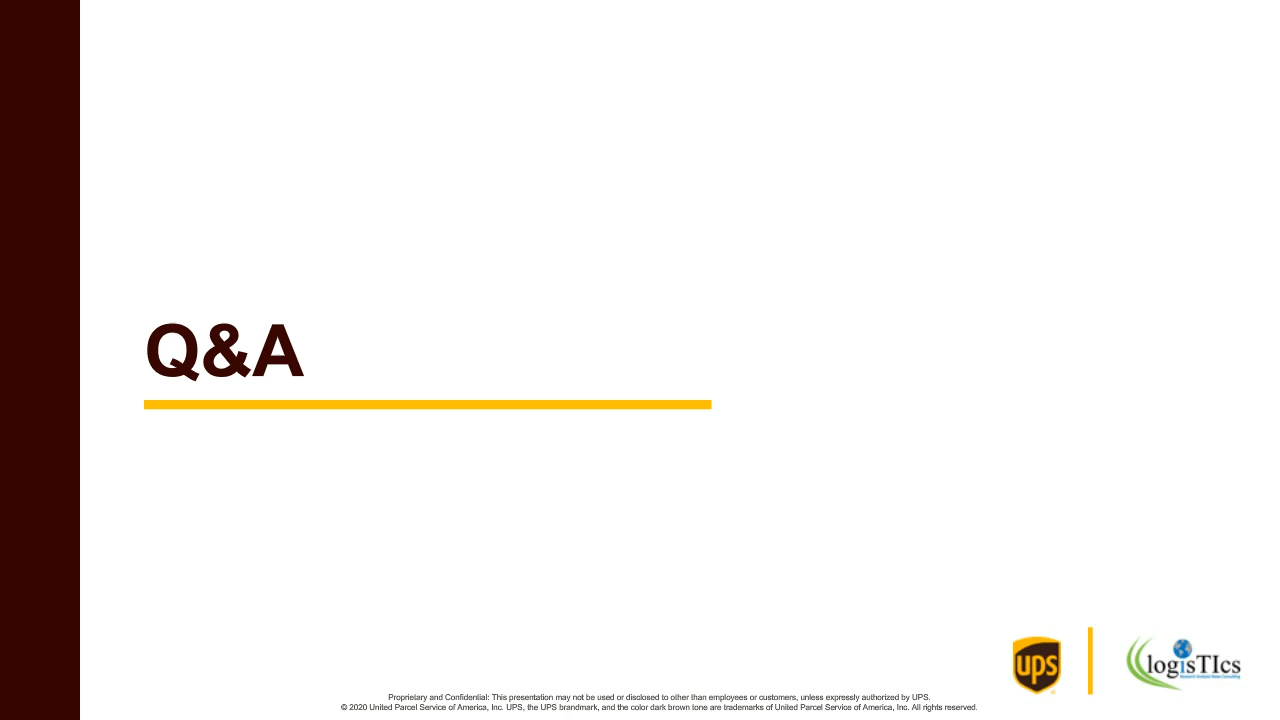 Q&A
ups
logisTIcs
Proprietary and Confidential: This presentation may not be used or disclosed to other than employees or customers, unless expressly authorized by UPS.
© 2020 United Parcel Service of America, Inc. UPS, the UPS brandmark, and the color dark brown tone are trademarks of United Parcel Service of America, Inc. All rights reserved.